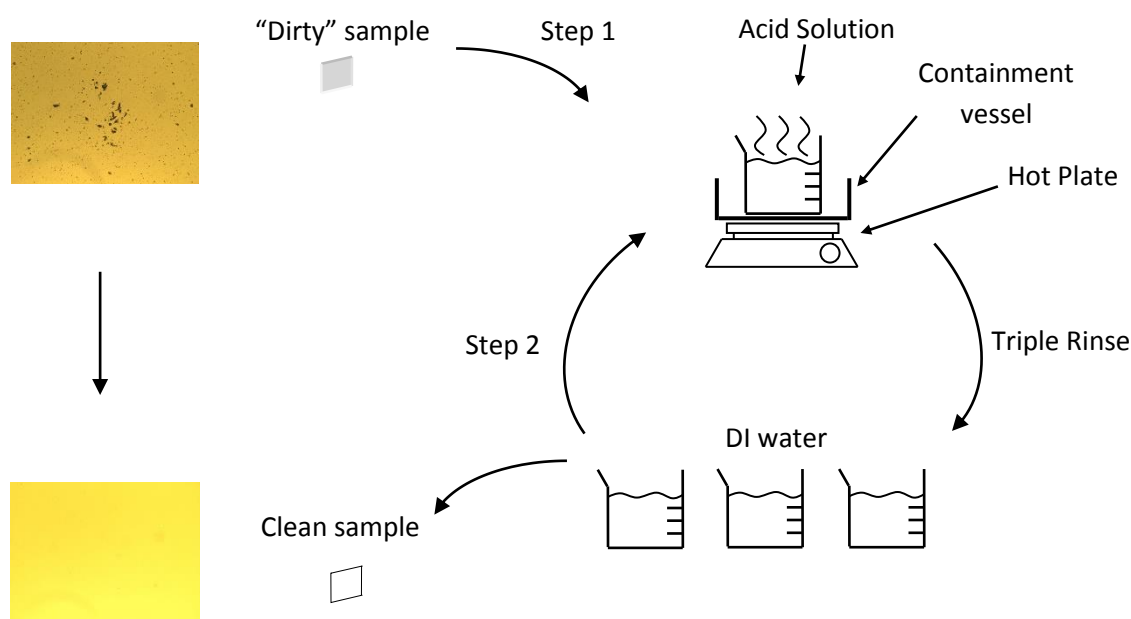 “Dirty” sample
Step 1
Acid Solution
Containment
vessel
Hot Plate
Step 2
Triple Rinse
DI water
Clean sample